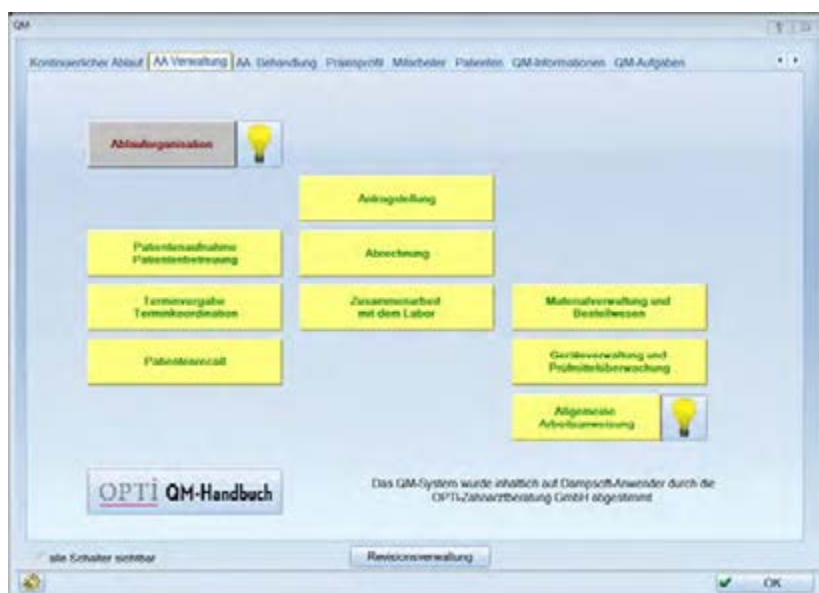 QM
Kontinuierlicher Ablauf AA Verwaltung AA Behandlung Praxisprofil Mitarbeiter Patienten QM-Informationen QM-Aufgaben
Ablauforganisation
Antragstellung
Patientenaufnahme
Patientenbetreuung
Abrechnung
Terminvergabe
Terminkoordination
Zusammenarbeit
mit dem Labor
Materialverwaltung und
Bestellwesen
Patientenrecall
Geräteverwaltung und
Prüfmittelüberwachung
Allgemeine
Arbeitsanweisung
OPTi QM-Handbuch
Das QM-System wurde inhaltlich auf Dampsoft-Anwender durch die
OPTI-Zahnarztberatung GmbH abgestimmt
alle Schalter sichtbar
Revisionsverwaltung
OK